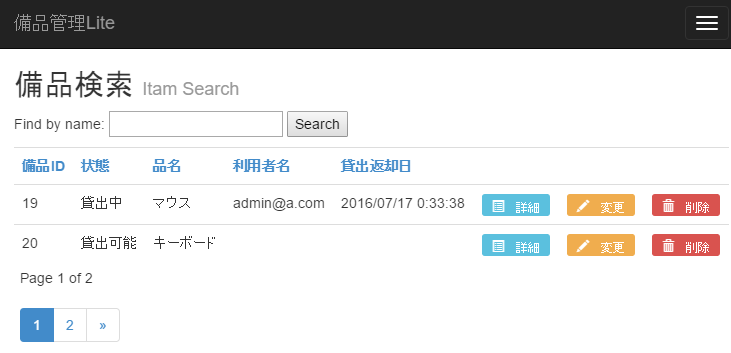 備品管理Lite
備品検索 Itam Search
Find by name: Search
備品ID 状態 品名 利用者名 貸出返却日
19 貸出中 マウス admin@a.com 2016/07/17 0:33:38 詳細 変更 削除
20 貸出可能 キーボード 詳細 変更 削除
Page 1 of 2
1 2 »